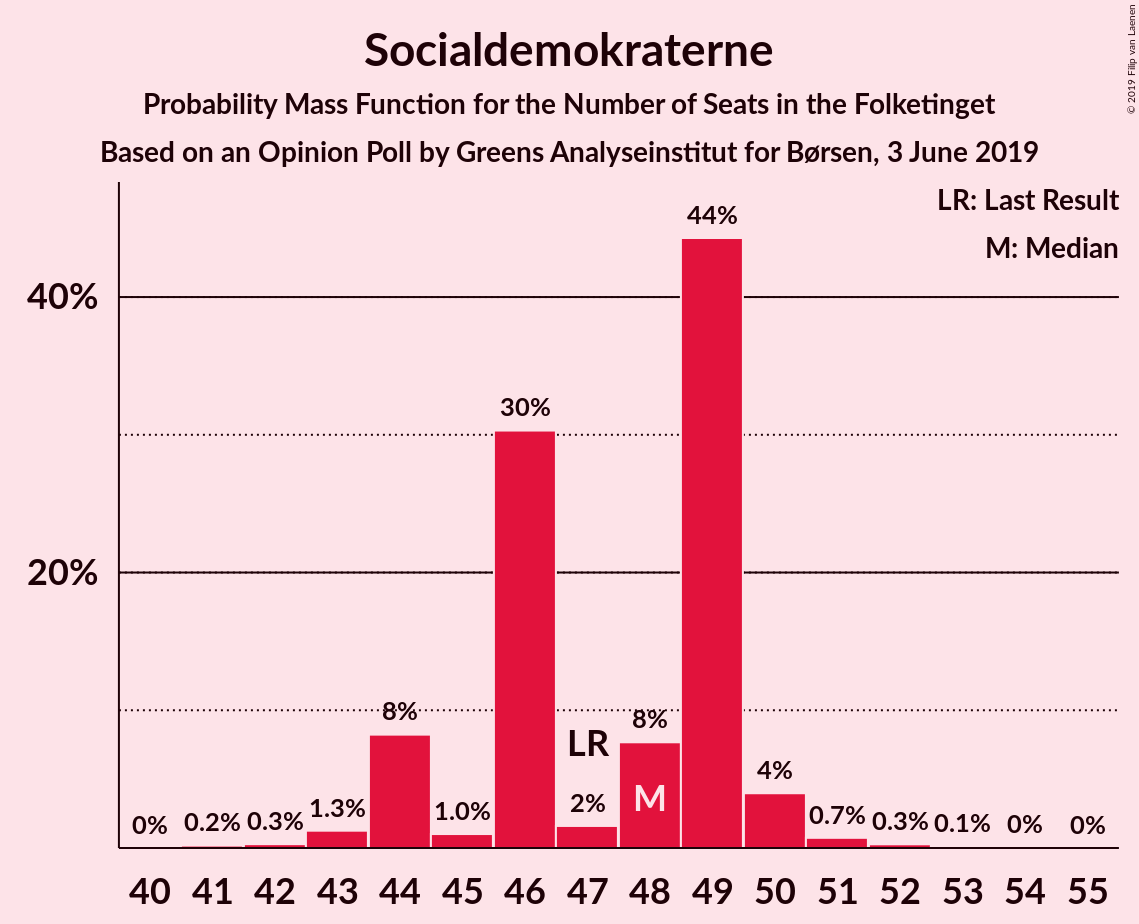 Socialdemokraterne
Probability Mass Function for the Number of Seats in the Folketinget
Based on an Opinion Poll by Greens Analyseinstitut for Børsen, 3 June 2019
© 2019 Filip van Laenen
LR: Last Result
M: Median
44%
40%
30%
20%
8%
8%
LR
4%
M
0%
0.2%
0.3%
1.3%
1.0%
2%
0.7%
0.3%
0.1%
0%
0%
40 41 42 43 44 45 46 47 48 49 50 51 52 53 54 55